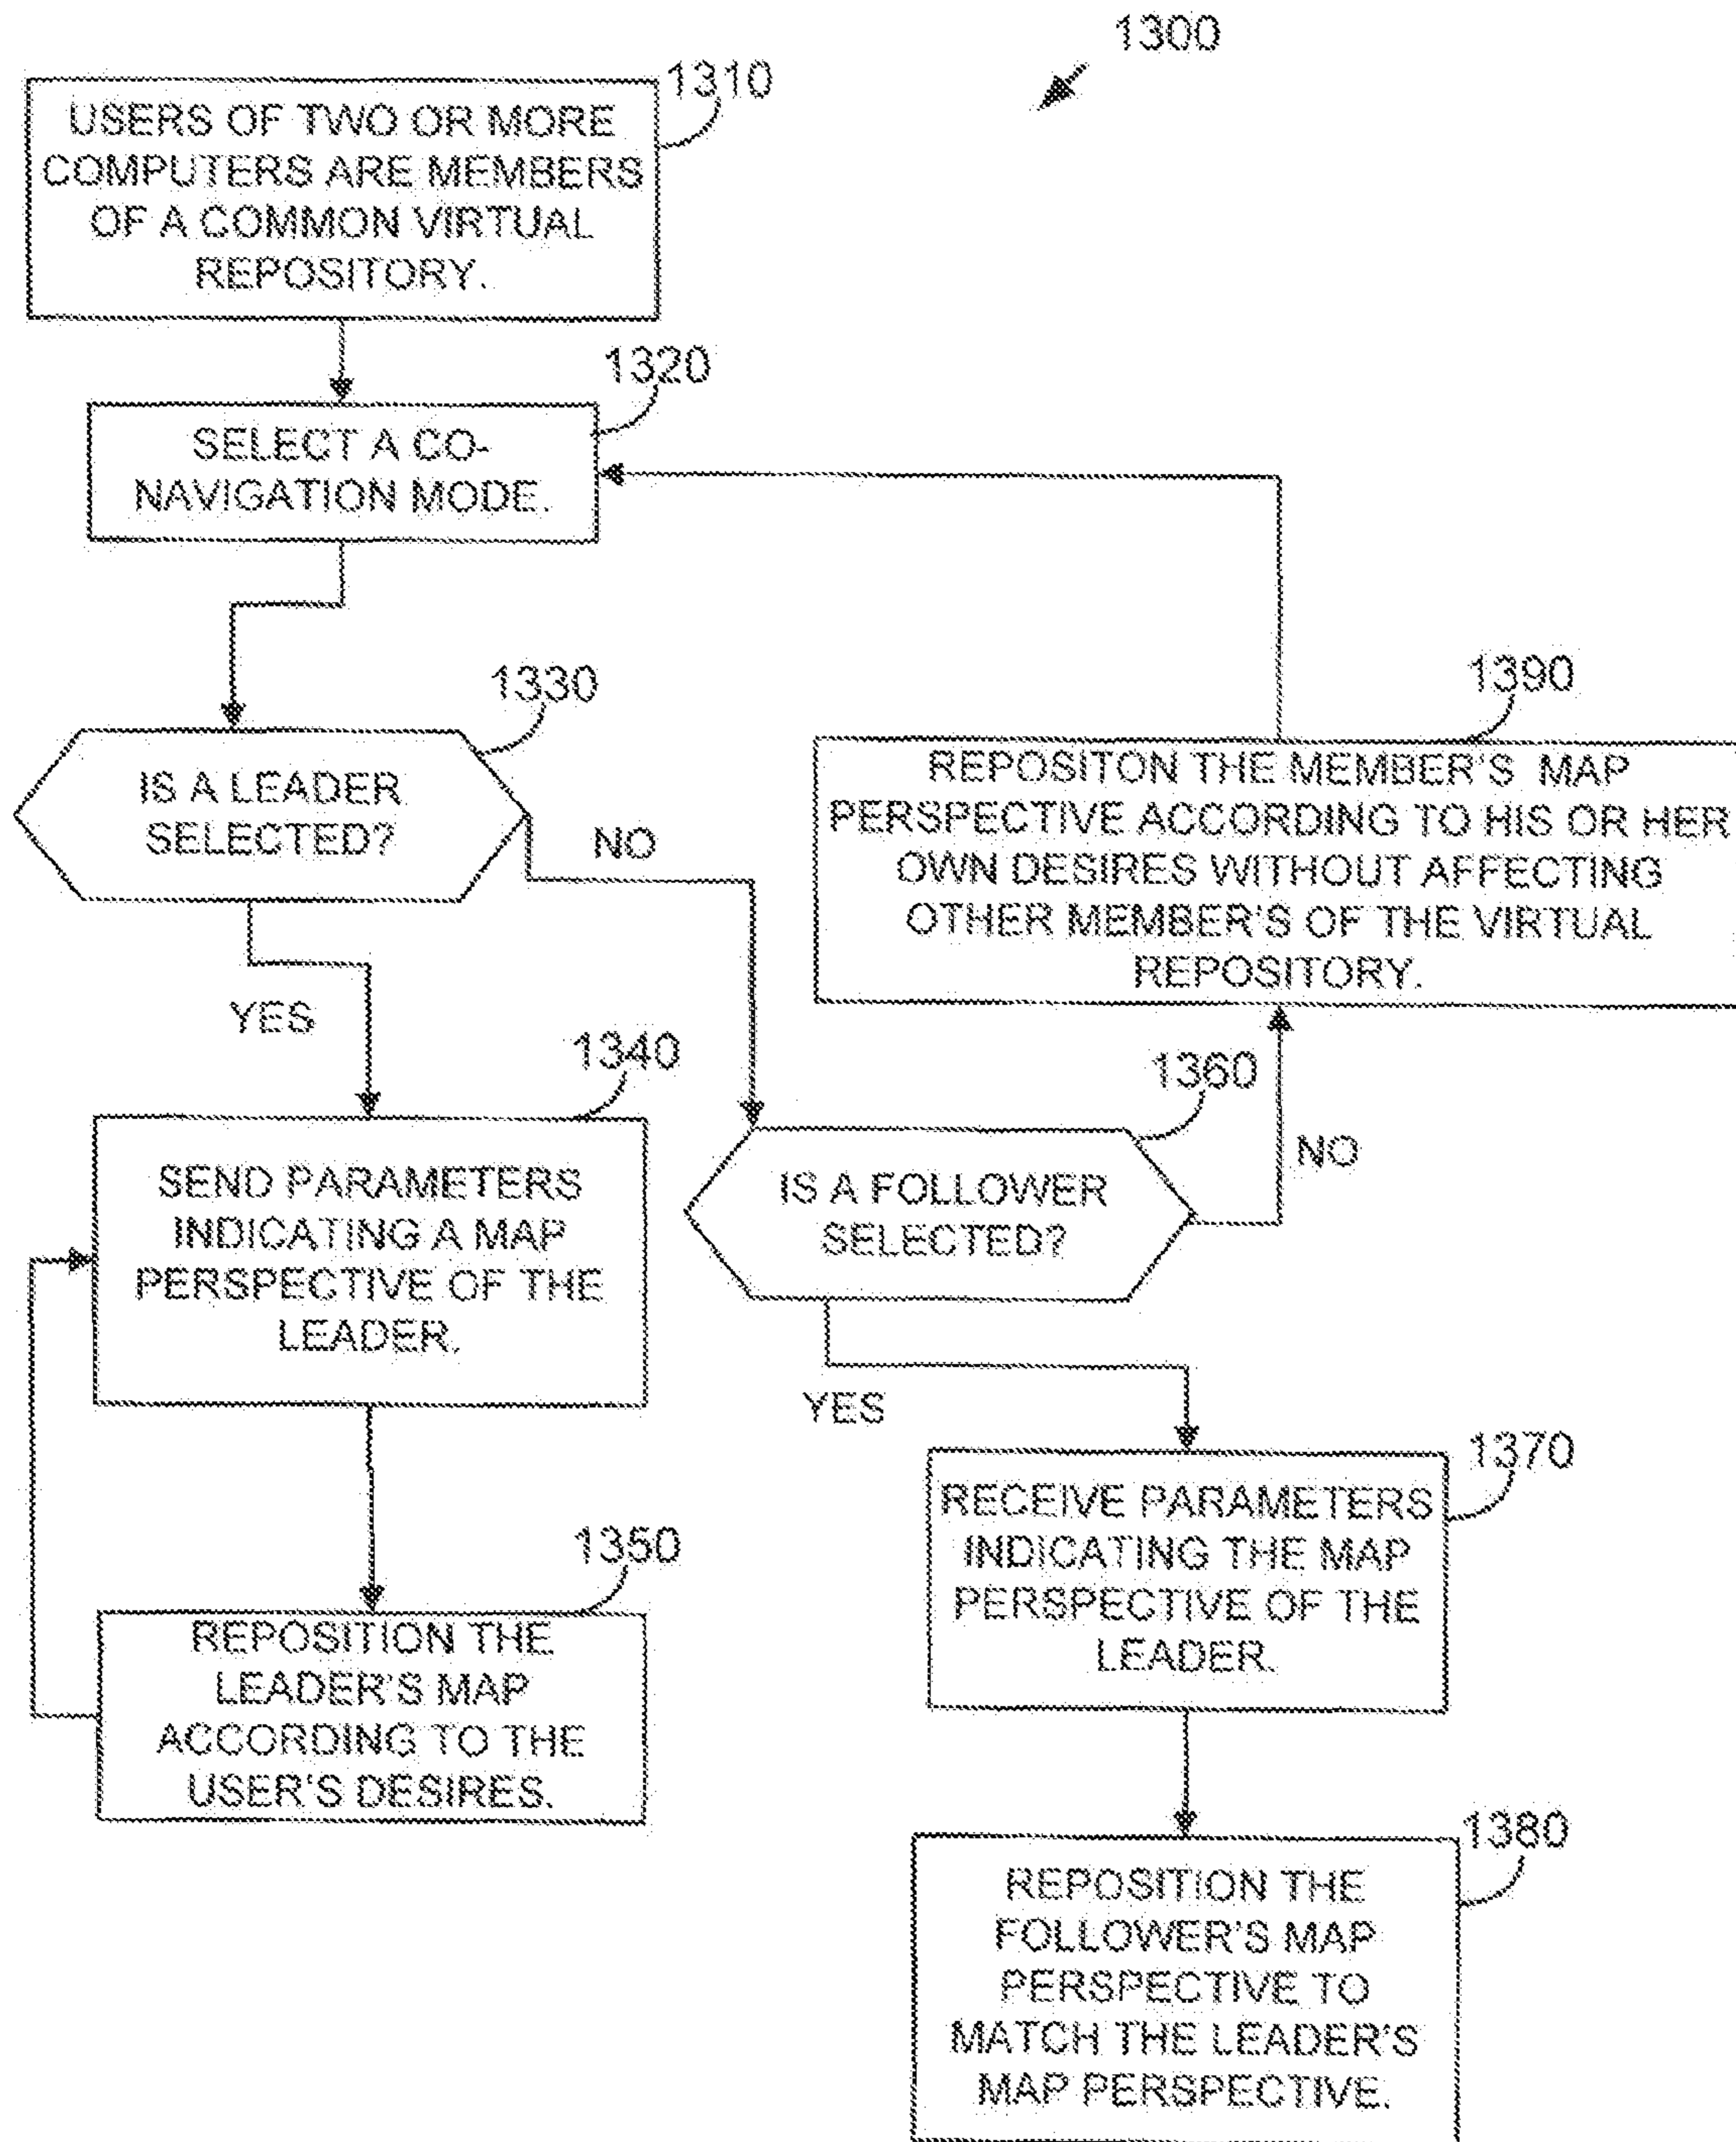 1300
1310
USERS OF TWO OR MORE
COMPUTERS ARE MEMBERS
OF A COMMON VIRTUAL
REPOSITORY.
1320
SELECT A CO-
NAVIGATION MODE.
1330
IS A LEADER
SELECTED?
NO
YES
1390
REPOSITON THE MEMBER'S MAP
PERSPECTIVE ACCORDING TO HIS OR HER
OWN DESIRES WITHOUT AFFECTING
OTHER MEMBER'S OF THE VIRTUAL
REPOSITORY.
1340
SEND PARAMETERS
INDICATING A MAP
PERSPECTIVE OF THE
LEADER.
1360
IS A FOLLOWER
SELECTED?
NO
YES
1350
REPOSITION THE
LEADER'S MAP
ACCORDING TO THE
USER'S DESIRES.
1370
RECEIVE PARAMETERS
INDICATING THE MAP
PERSPECTIVE OF THE
LEADER.
1380
REPOSITION THE
FOLLOWER'S MAP
PERSPECTIVE TO
MATCH THE LEADER'S
MAP PERSPECTIVE.